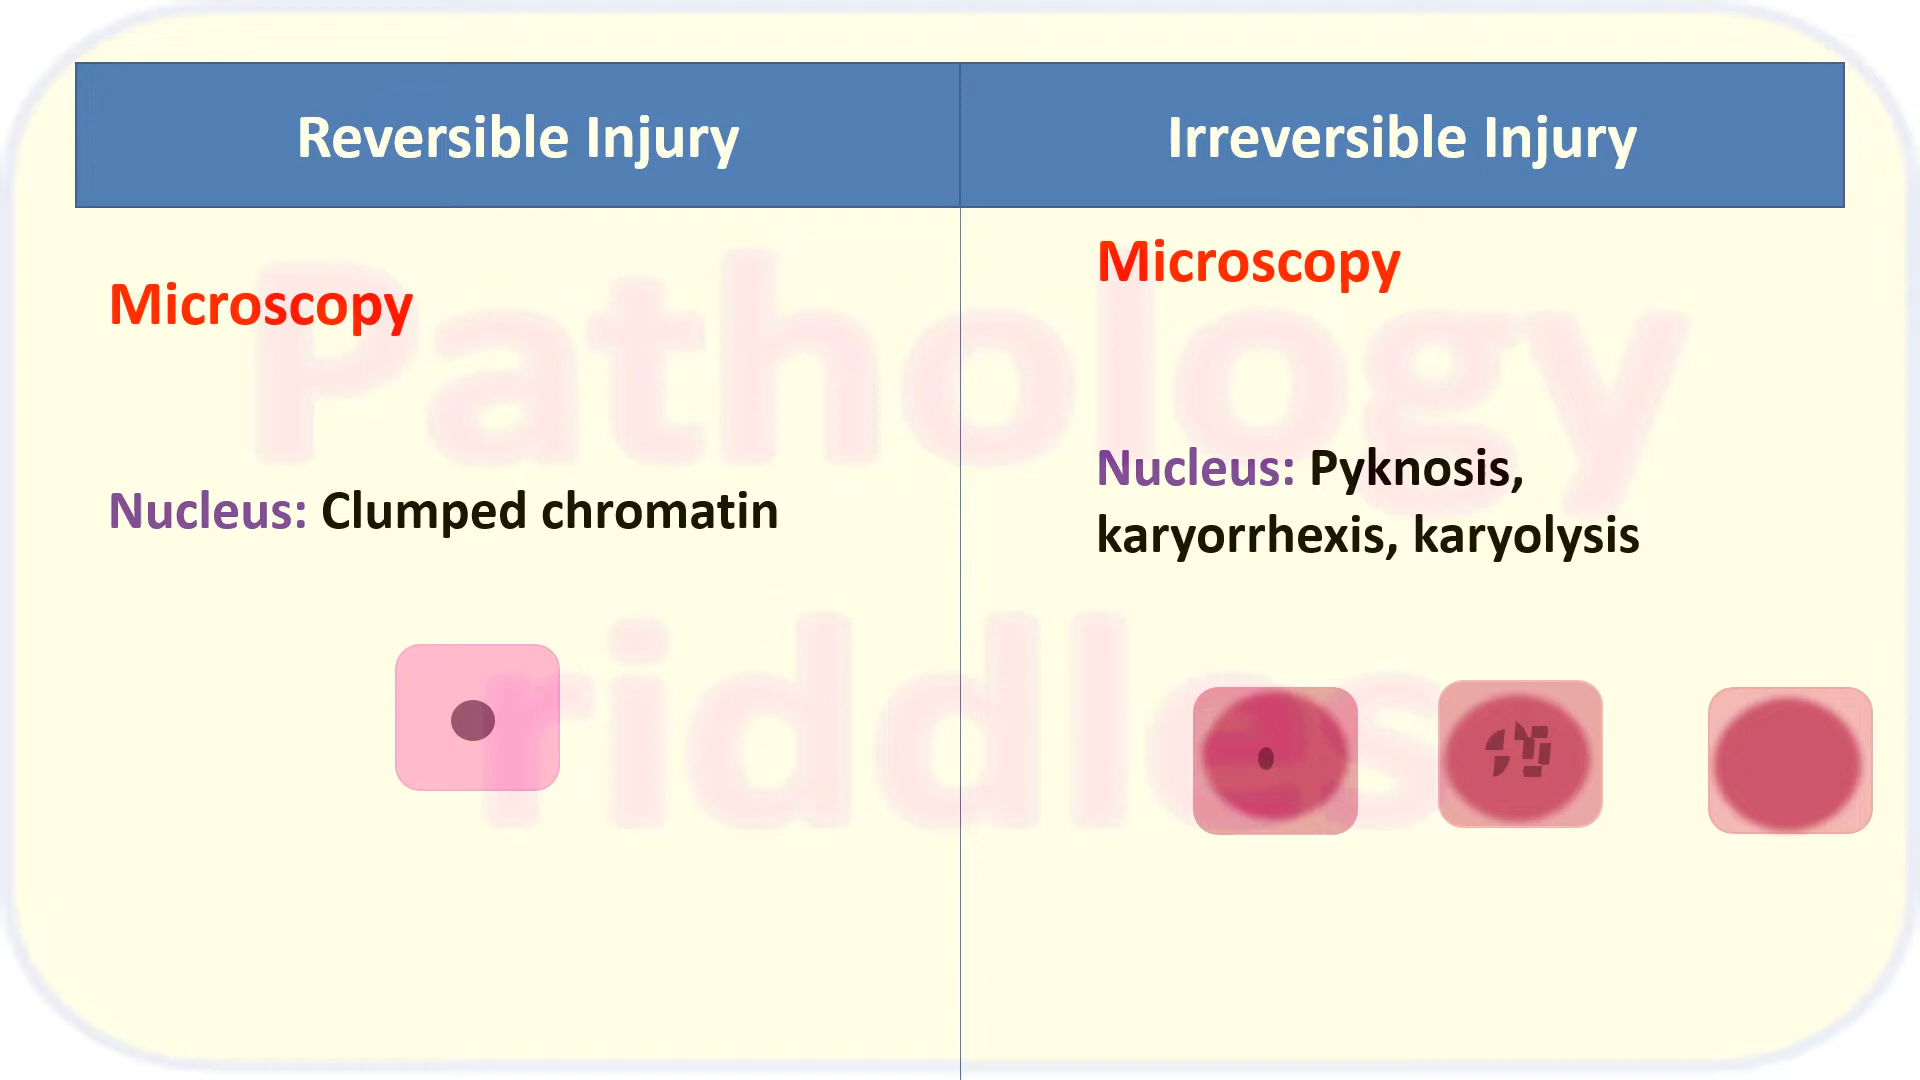 Reversible Injury
Irreversible Injury
Microscopy
Nucleus: Clumped chromatin
Microscopy
Nucleus: Pyknosis,
karyorrhexis, karyolysis
Pathology
riddles